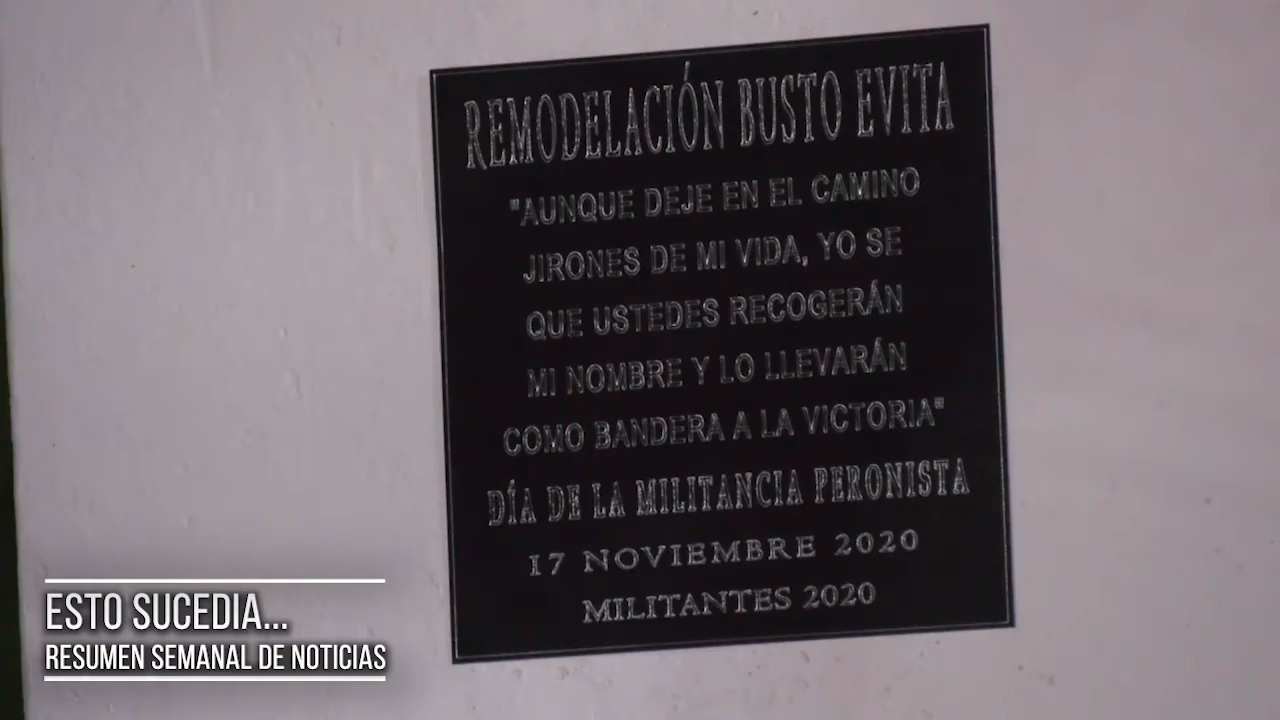 REMODELACIÓN BUSTO EVITA
"AUNQUE DEJE EN EL CAMINO
JIRONES DE MI VIDA, YO SE
QUE USTEDES RECOGERÁN
MI NOMBRE Y LO LLEVARÁN
COMO BANDERA A LA VICTORIA"
DÍA DE LA MILITANCIA PERONISTA
17 NOVIEMBRE 2020
MILITANTES 2020
ESTO SUCEDIA...
RESUMEN SEMANAL DE NOTICIAS